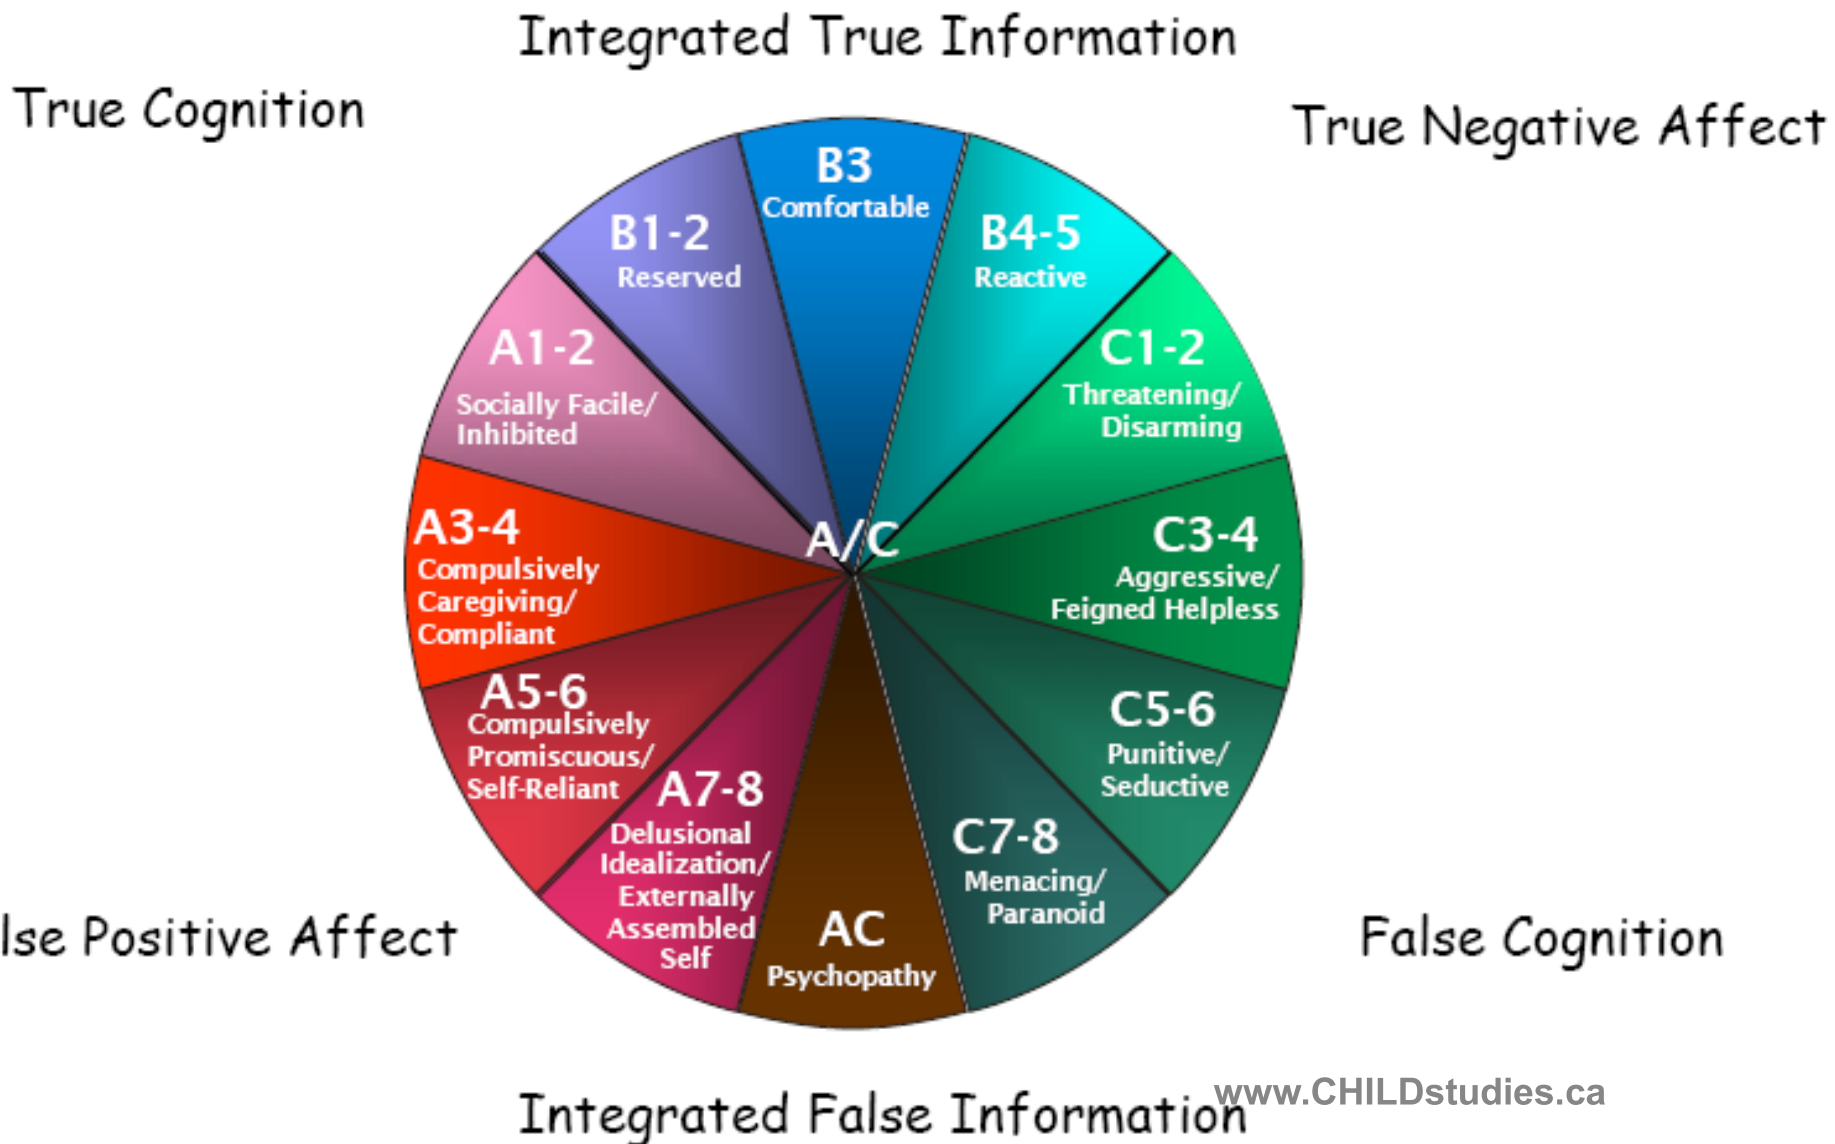 Integrated True Information
True Cognition
True Negative Affect
B3
Comfortable
B1-2
Reserved
B4-5
Reactive
A1-2
Socially Facile/
Inhibited
C1-2
Threatening/
Disarming
A/C
A3-4
Compulsively
Caregiving/
Compliant
C3-4
Aggressive/
Feigned Helpless
A5-6
Compulsively
Promiscuous/
Self-Reliant
C5-6
Punitive/
Seductive
A7-8
Delusional
Idealization/
Externally
Assembled
Self
C7-8
Menacing/
Paranoid
AC
Psychopathy
lse Positive Affect
False Cognition
www.CHILDstudies.ca
Integrated False Information